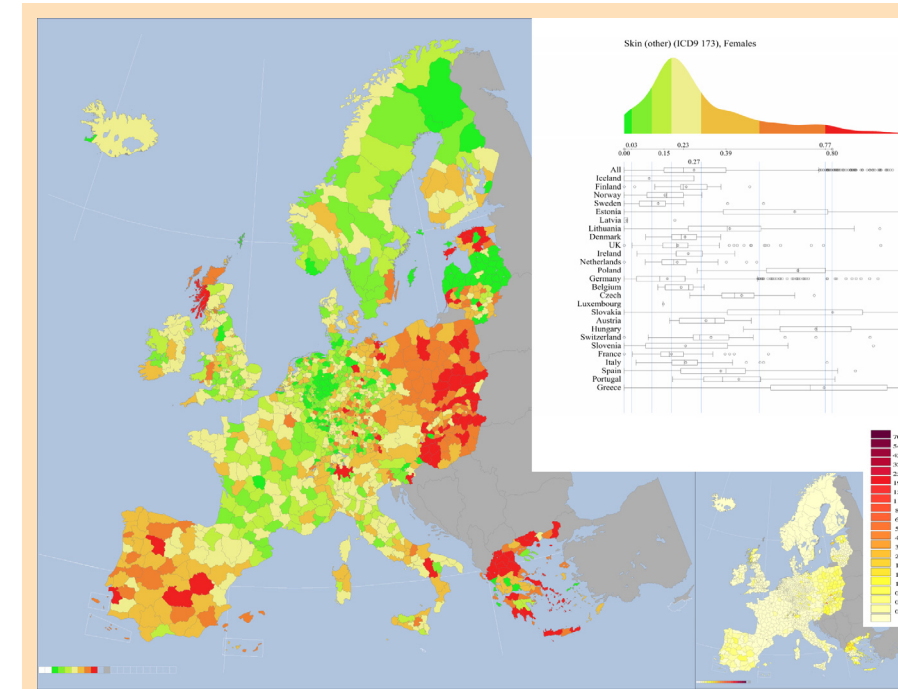 Skin (other) (ICD9 173), Females
0.03 0.23 0.77
0.00 0.15 0.39 0.80
0.27
All
Iceland
Finland
Norway
Sweden
Estonia
Latvia
Lithuania
Denmark
UK
Ireland
Netherlands
Poland
Germany
Belgium
Czech
Luxembourg
Slovakia
Austria
Hungary
Switzerland
Slovenia
France
Italy
Spain
Portugal
Greece